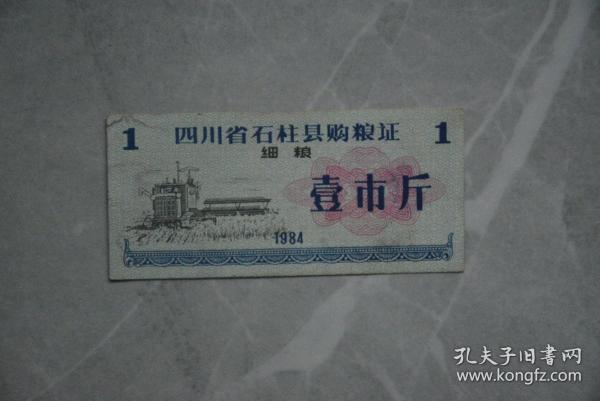 1 四川省石柱县购粮证 1
细粮
壹市斤
1984
孔夫子旧書网
www.kongfz.com